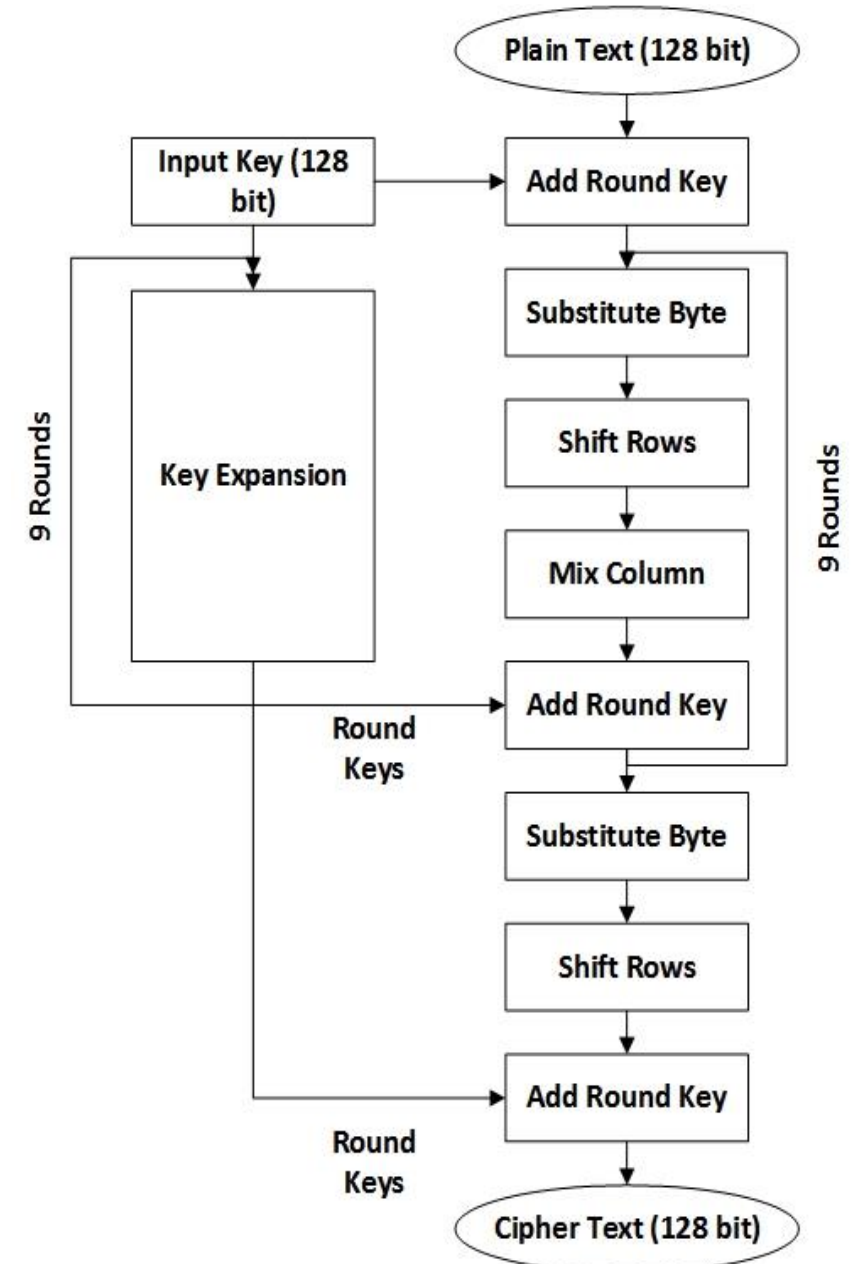 Plain Text (128 bit)
Input Key (128
bit)
Add Round Key
Substitute Byte
Shift Rows
9 Rounds
Key Expansion
9 Rounds
Mix Column
Add Round Key
Round
Keys
Substitute Byte
Shift Rows
Add Round Key
Round
Keys
Cipher Text (128 bit)